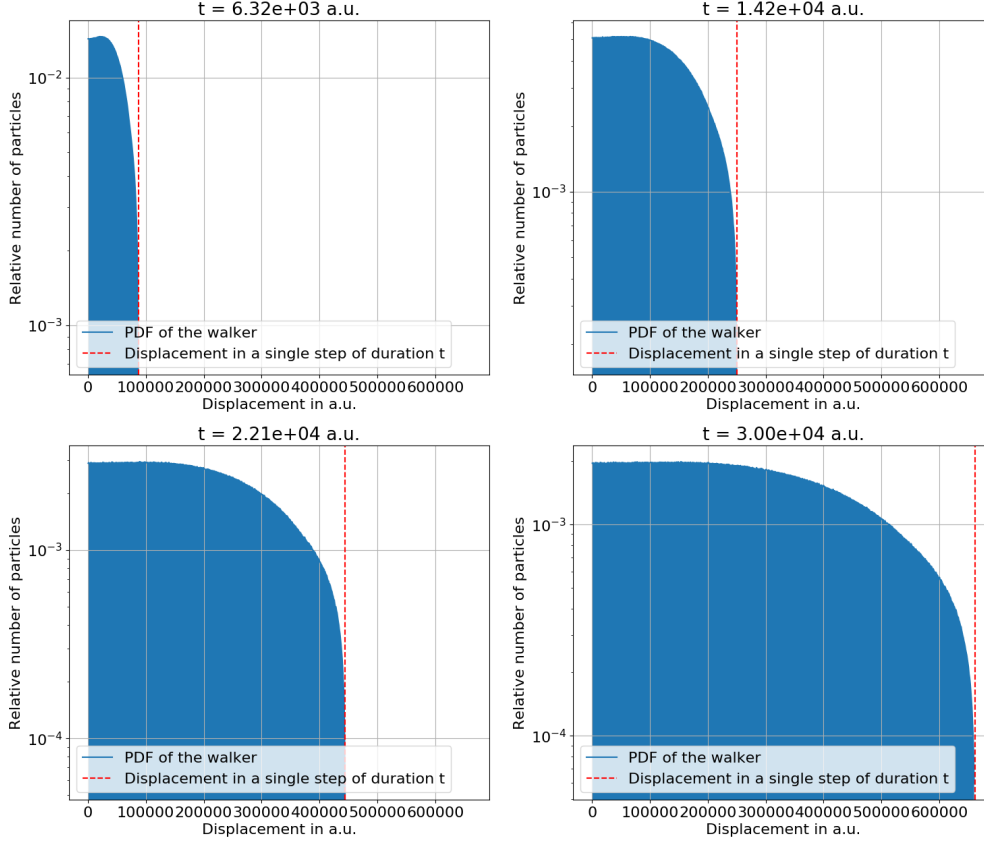 t = 6.32e+03 a.u.
Relative number of particles
10⁻²
10⁻³
PDF of the walker
Displacement in a single step of duration t
0 100000 200000 300000 400000 500000 600000
Displacement in a.u.
t = 1.42e+04 a.u.
Relative number of particles
10⁻³
PDF of the walker
Displacement in a single step of duration t
0 100000 200000 300000 400000 500000 600000
Displacement in a.u.
t = 2.21e+04 a.u.
Relative number of particles
10⁻³
10⁻⁴
PDF of the walker
Displacement in a single step of duration t
0 100000 200000 300000 400000 500000 600000
Displacement in a.u.
t = 3.00e+04 a.u.
Relative number of particles
10⁻³
10⁻⁴
PDF of the walker
Displacement in a single step of duration t
0 100000 200000 300000 400000 500000 600000
Displacement in a.u.